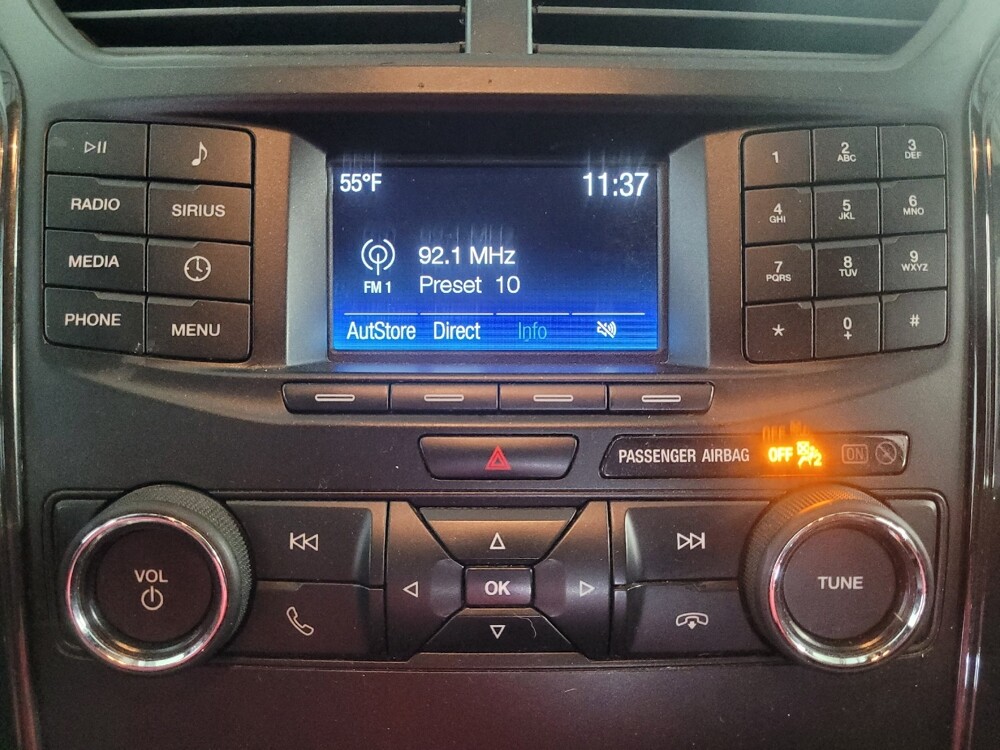 RADIO
SIRIUS
MEDIA
PHONE
MENU
55°F
11:37
FM 1
92.1 MHz
Preset 10
AutStore Direct Info
1
2 ABC
3 DEF
4 GHI
5 JKL
6 MNO
7 PQRS
8 TUV
9 WXYZ
*
0 +
#
PASSENGER AIRBAG OFF 2 ON
VOL
OK
TUNE